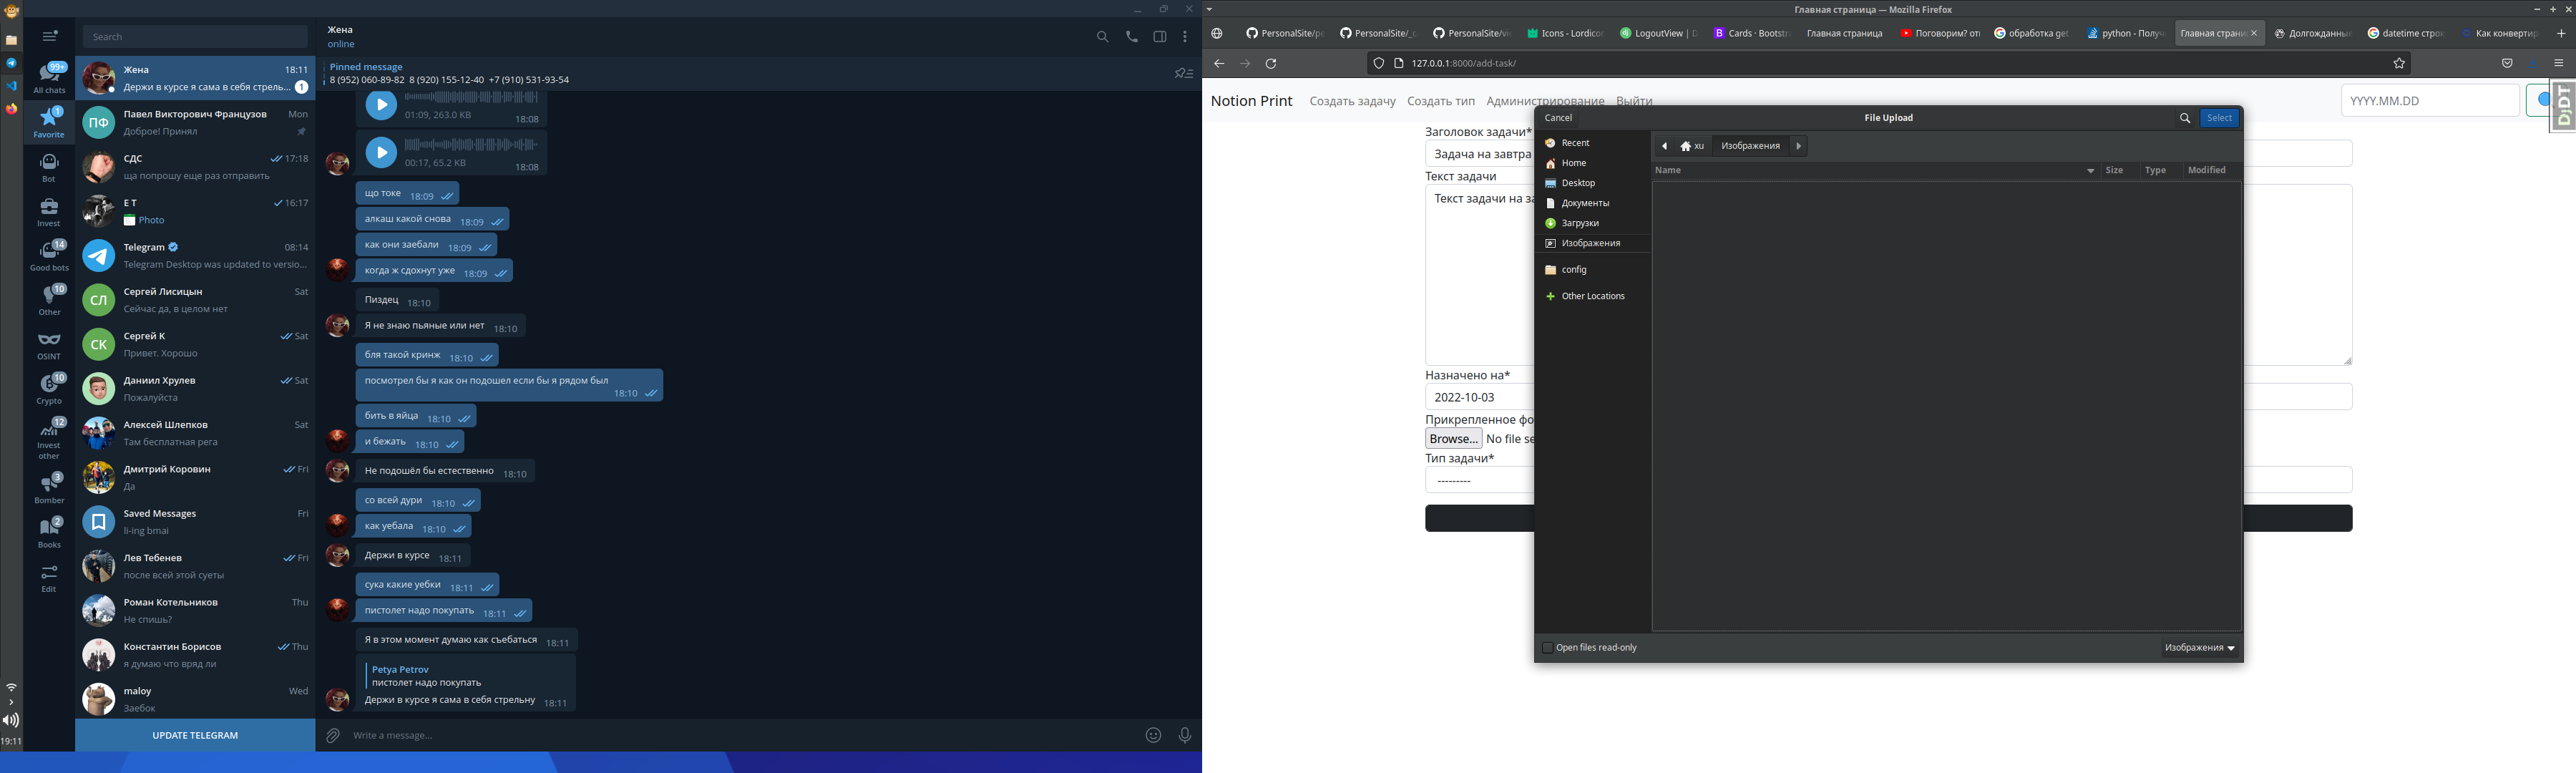 Search
All chats
99+
Favorite
1
Bot
Invest
Good bots
14
Other
10
OSINT
Crypto
10
Invest other
12
Bomber
3
Books
2
Edit
19:11
Жена 18:11
Держи в курсе я сама в себя стрель... 1
ПФ
Павел Викторович Французов Mon
Доброе! Принял
СДС 17:18
ща попрошу еще раз отправить
Е Т 16:17
Photo
Telegram 08:14
Telegram Desktop was updated to versio...
СЛ
Сергей Лисицын Sat
Сейчас да, в целом нет
СК
Сергей К Sat
Привет. Хорошо
Даниил Хрулев Sat
Пожалуйста
Алексей Шлепков Sat
Там бесплатная рега
Дмитрий Коровин Fri
Да
Saved Messages Fri
li-ing bmai
Лев Тебенев Fri
после всей этой суеты
Роман Котельников Thu
Не спишь?
Константин Борисов Thu
я думаю что вряд ли
maloy Wed
Заебок
UPDATE TELEGRAM
Жена
online
Pinned message
8 (952) 060-89-82 8 (920) 155-12-40 +7 (910) 531-93-54
01:09, 263.0 KB 18:08
00:17, 65.2 KB 18:08
що токе 18:09
алкаш какой снова 18:09
как они заебали 18:09
когда ж сдохнут уже 18:09
Пиздец 18:10
Я не знаю пьяные или нет 18:10
бля такой кринж 18:10
посмотрел бы я как он подошел если бы я рядом был
18:10
бить в яйца 18:10
и бежать 18:10
Не подошёл бы естественно 18:10
со всей дури 18:10
как уебала 18:10
Держи в курсе 18:11
сука какие уебки 18:11
пистолет надо покупать 18:11
Я в этом момент думаю как съебаться 18:11
Petya Petrov
пистолет надо покупать
Держи в курсе я сама в себя стрельну 18:11
Write a message...
Главная страница — Mozilla Firefox
PersonalSite/pe
PersonalSite/_c
PersonalSite/vi
Icons - Lordico
LogoutView | D
Cards · Bootstr
Главная страница
Поговорим? от
обработка get
python - Получ
Главная страни
Долгожданные
datetime строк
Как конвертир
127.0.0.1:8000/add-task/
Notion Print Создать задачу Создать тип Администрирование Выйти
YYYY.MM.DD
DjDT
Заголовок задачи*
Задача на завтра
Текст задачи
Текст задачи на за
Назначено на*
2022-10-03
Прикрепленное фо
Browse... No file se
Тип задачи*
---------
Cancel File Upload Select
Recent
Home
Desktop
Документы
Загрузки
Изображения
config
Other Locations
xu Изображения
Name Size Type Modified
Open files read-only Изображения